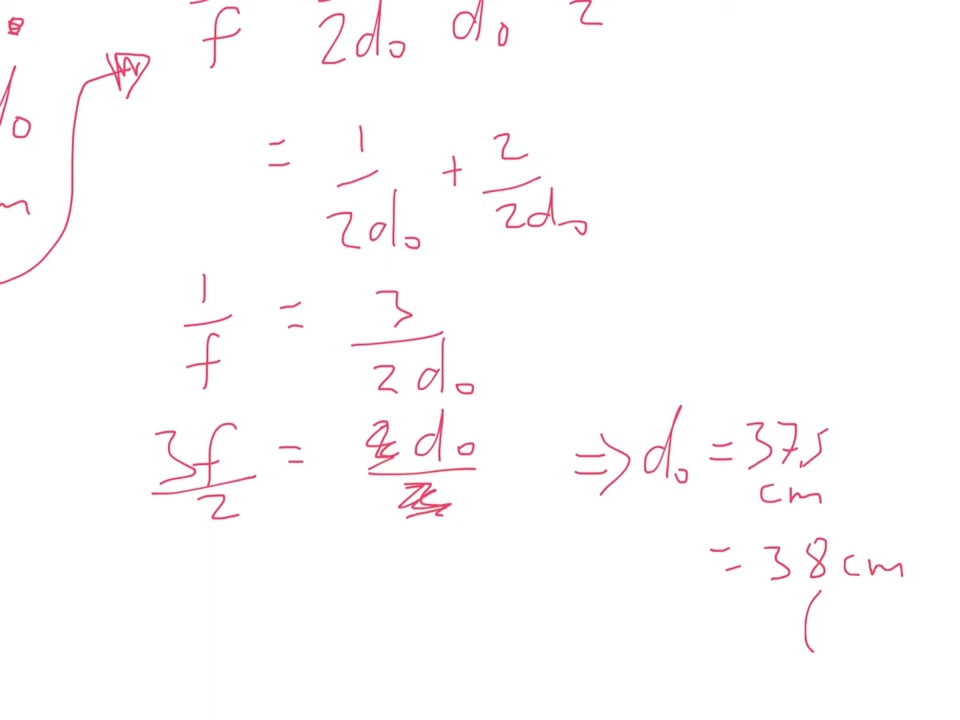 f 2d₀ d₀ 2
d₀
= 1/2d₀ + 2/2d₀
m
1/f = 3/2d₀
3f/2 = d₀ ⇒ d₀ = 37.5
cm
= 38 cm
(